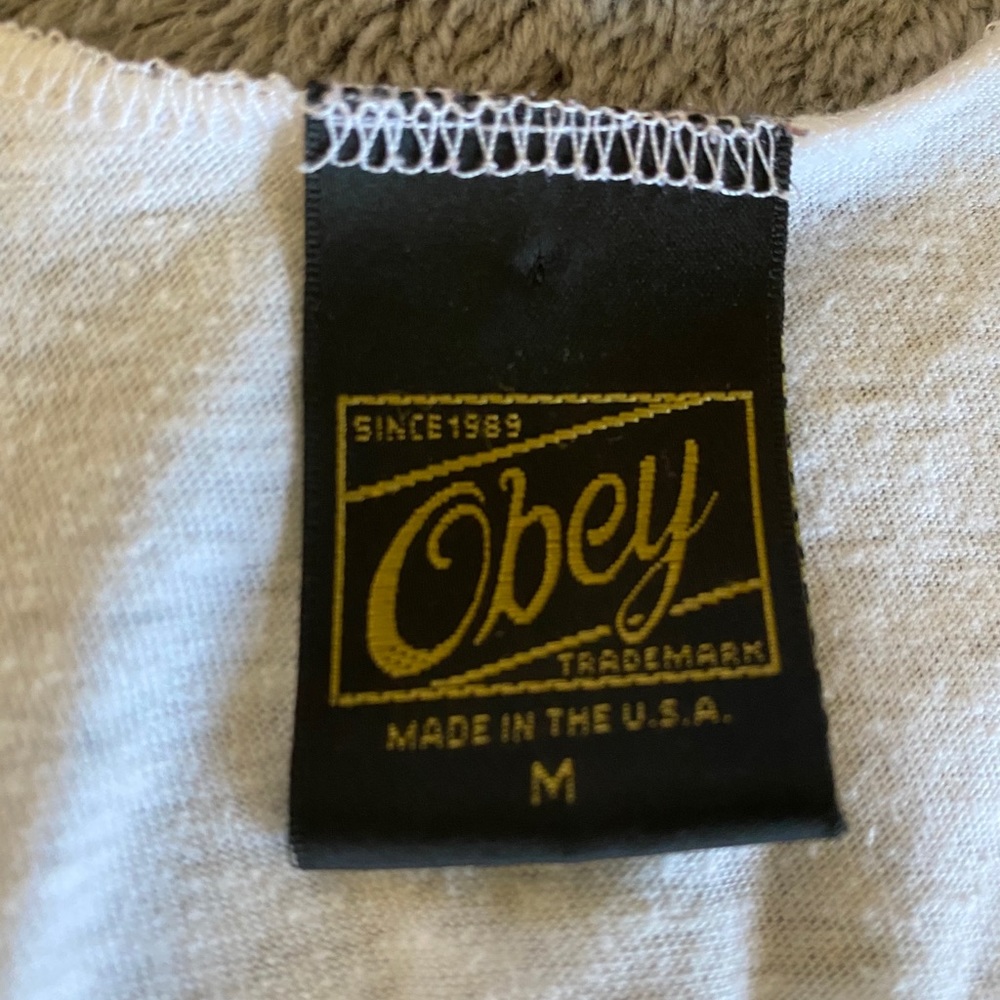 SINCE 1989
Obey
TRADEMARK
MADE IN THE U.S.A.
M